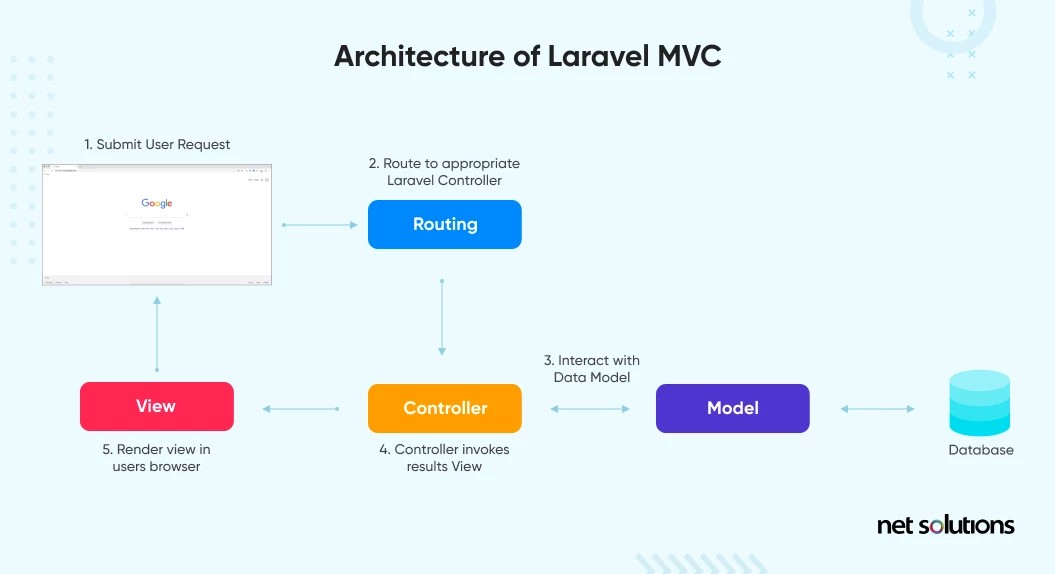 Architecture of Laravel MVC
1. Submit User Request
Google
2. Route to appropriate
Laravel Controller
Routing
3. Interact with
Data Model
View
Controller
Model
5. Render view in
users browser
4. Controller invokes
results View
Database
net solutions